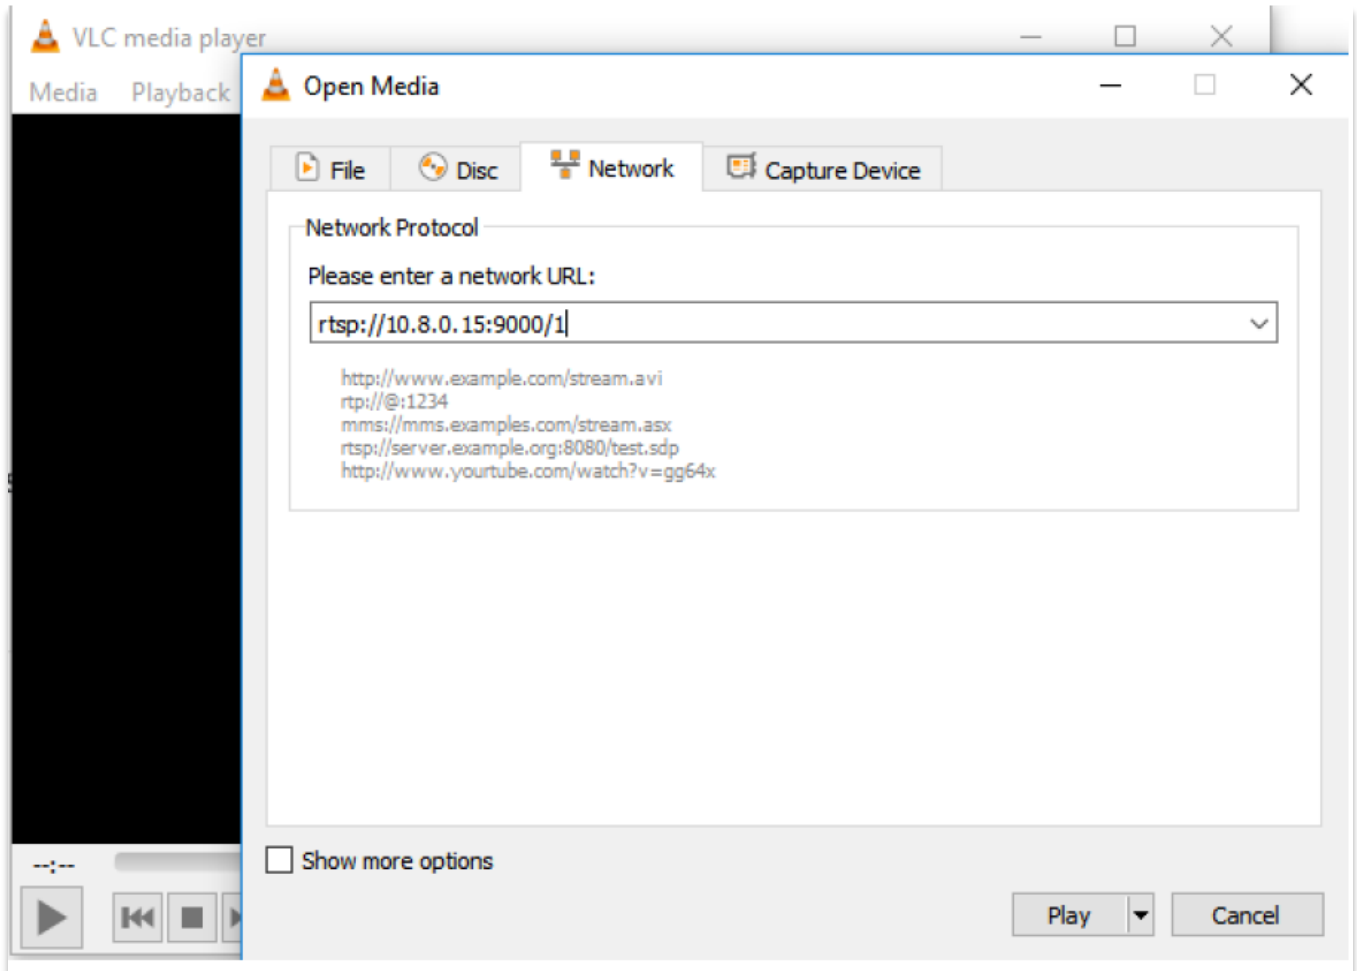 VLC media player
Media Playback
Open Media
File Disc Network Capture Device
Network Protocol
Please enter a network URL:
rtsp://10.8.0.15:9000/1
http://www.example.com/stream.avi
rtp://@:1234
mms://mms.examples.com/stream.asx
rtsp://server.example.org:8080/test.sdp
http://www.yourtube.com/watch?v=gg64x
--:--
Show more options
Play Cancel